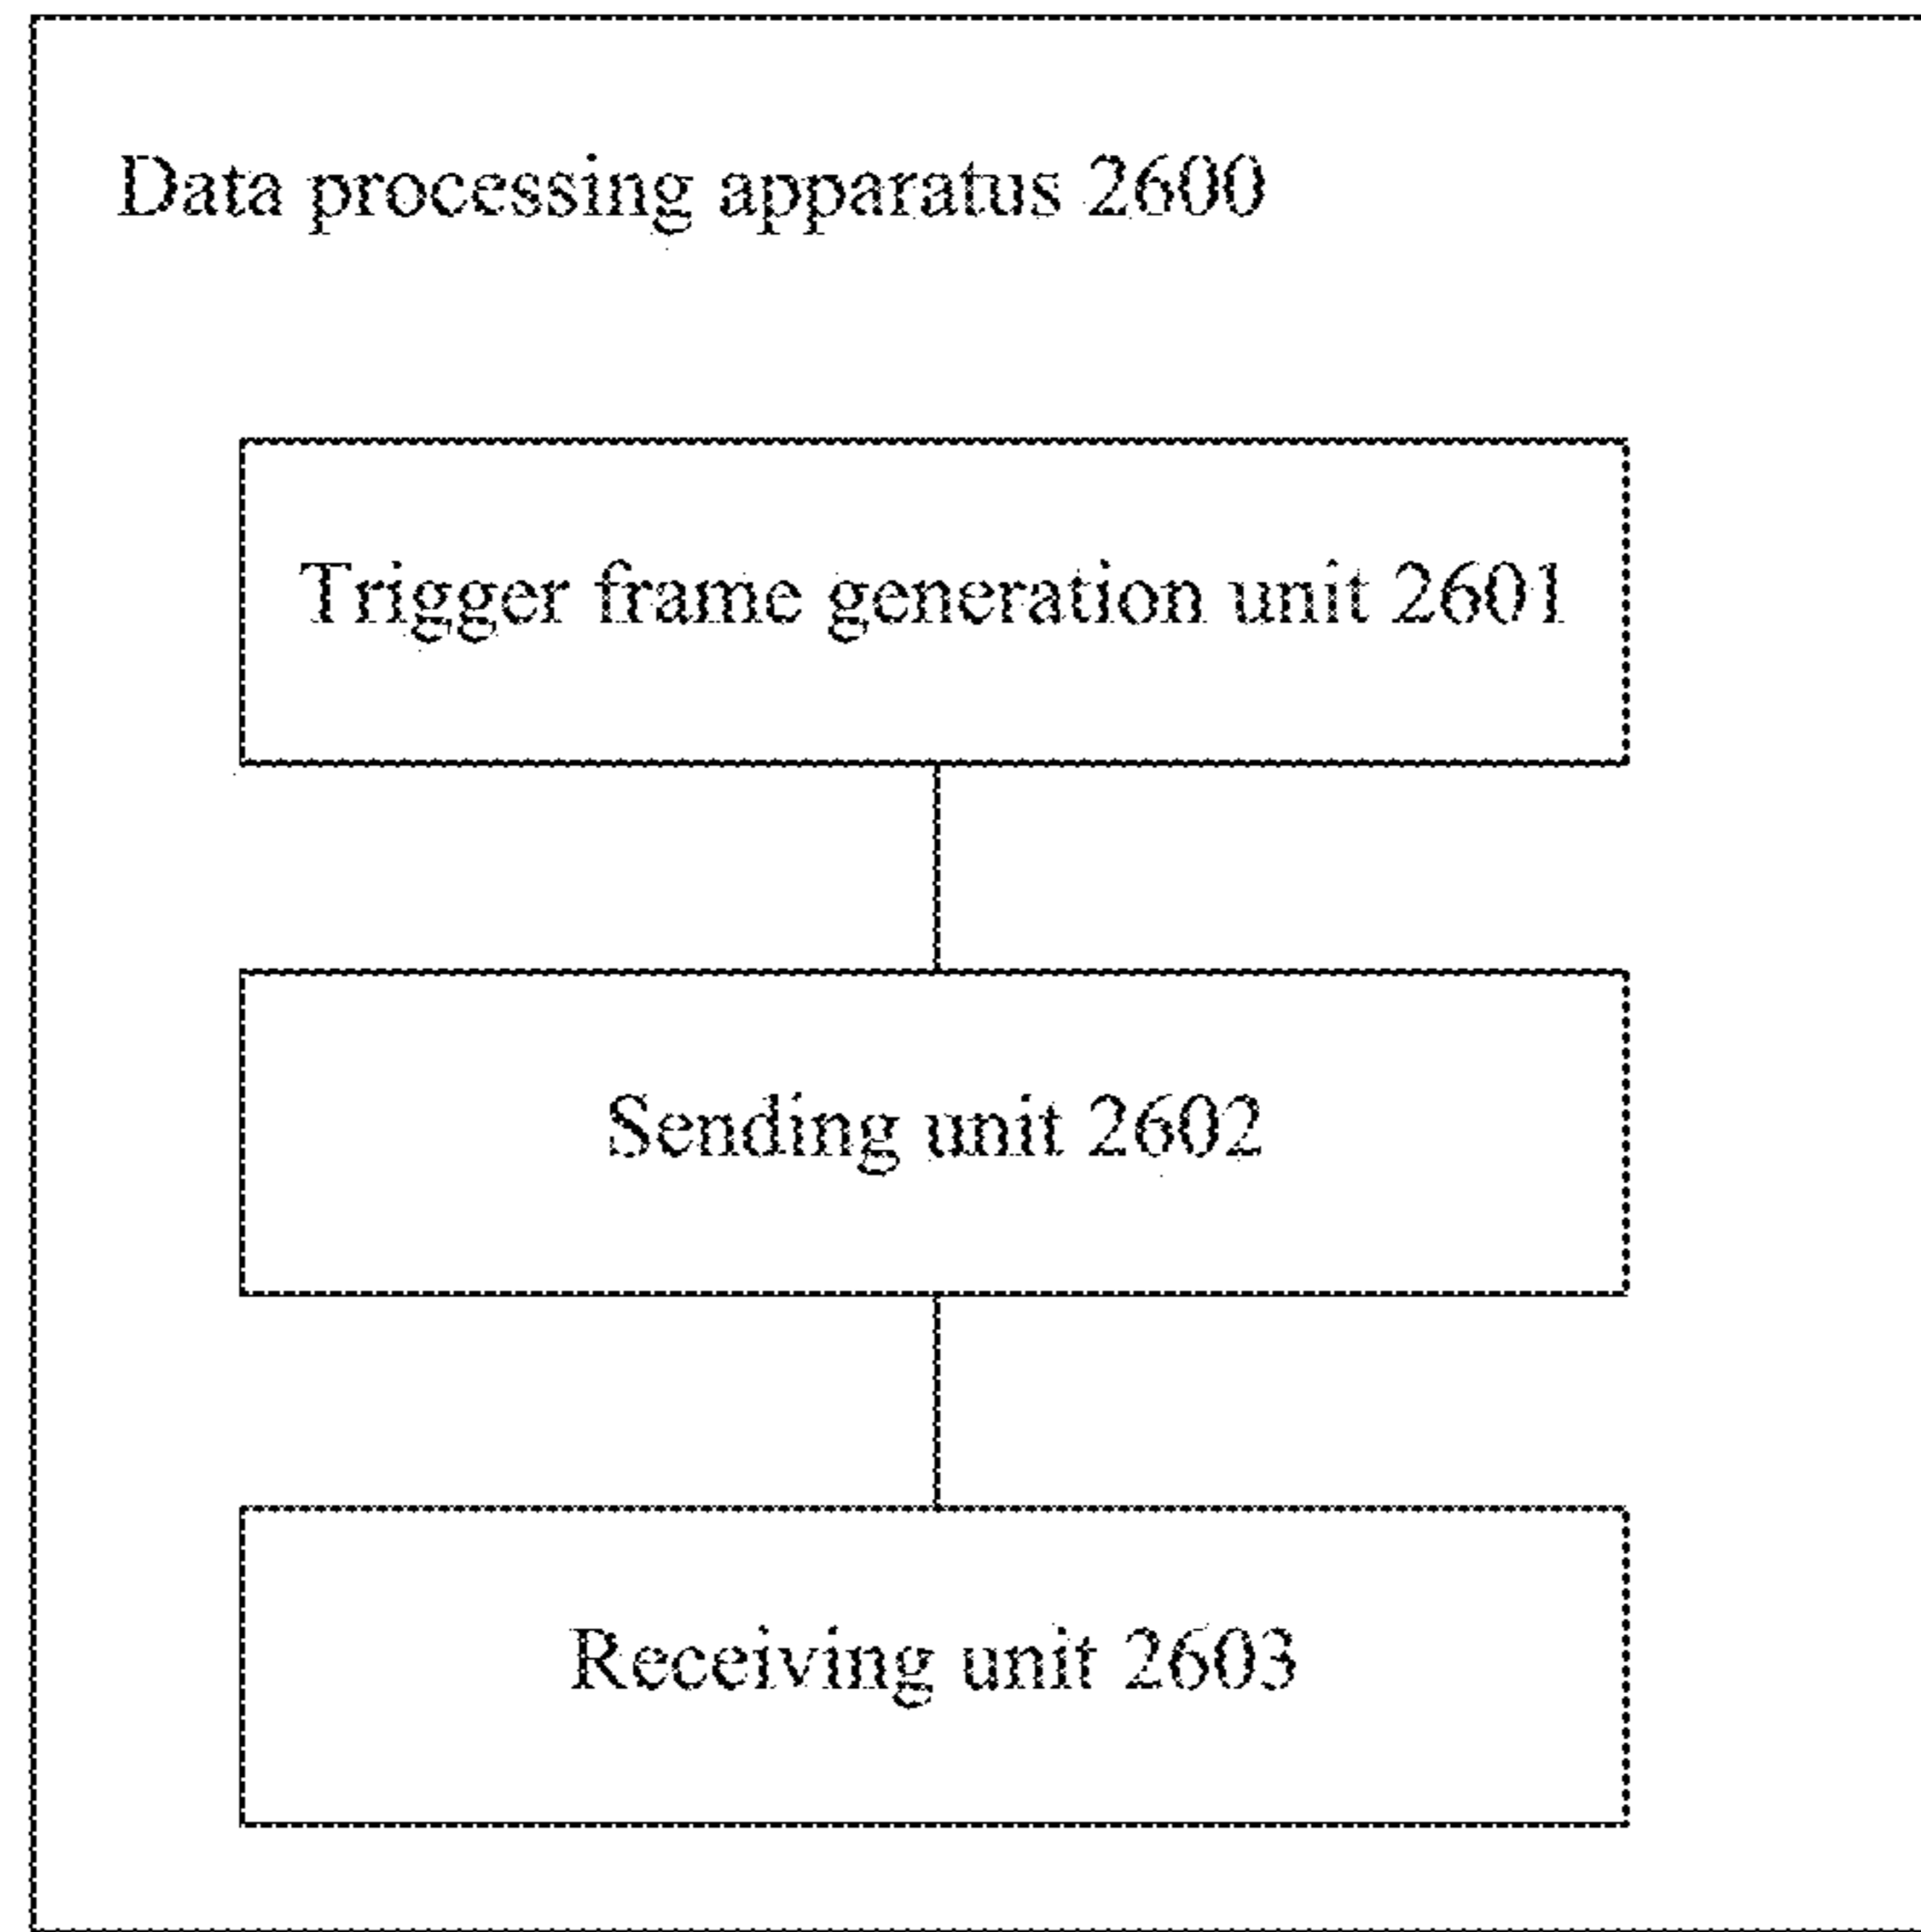 Data processing apparatus 2600
Trigger frame generation unit 2601
Sending unit 2602
Receiving unit 2603